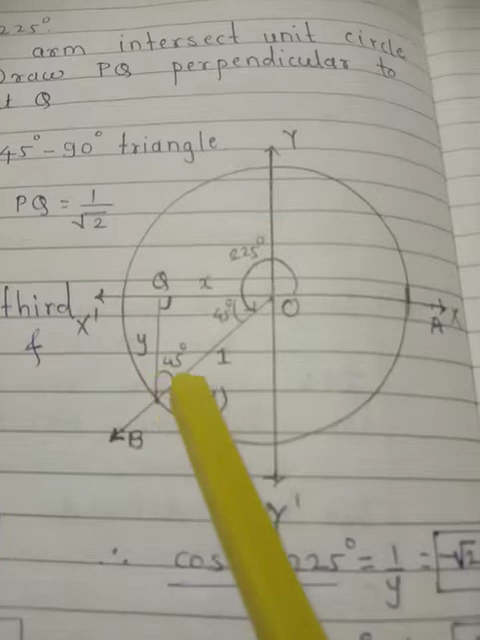 225°.
arm intersect unit circle
Draw PQ perpendicular to
at Q
45° - 90° triangle
PQ = 1/√2
third
Y
225°
Q x
45° O
X' A X
y
45° 1
B
Y'
∴ cos 225° = 1/y = -√2